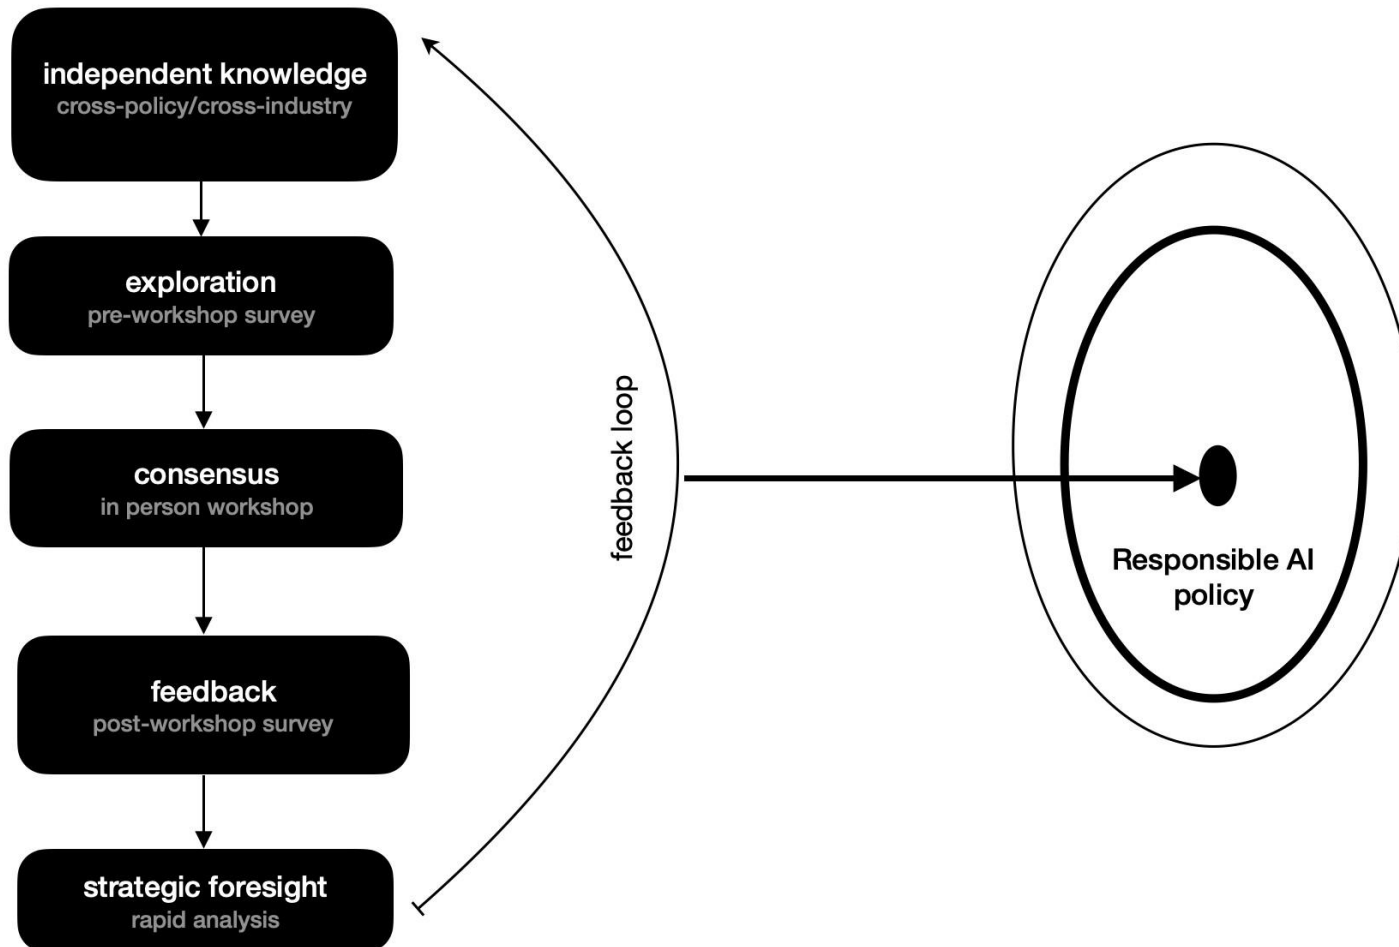 independent knowledge
cross-policy/cross-industry
exploration
pre-workshop survey
consensus
in person workshop
feedback
post-workshop survey
strategic foresight
rapid analysis
feedback loop
Responsible AI
policy